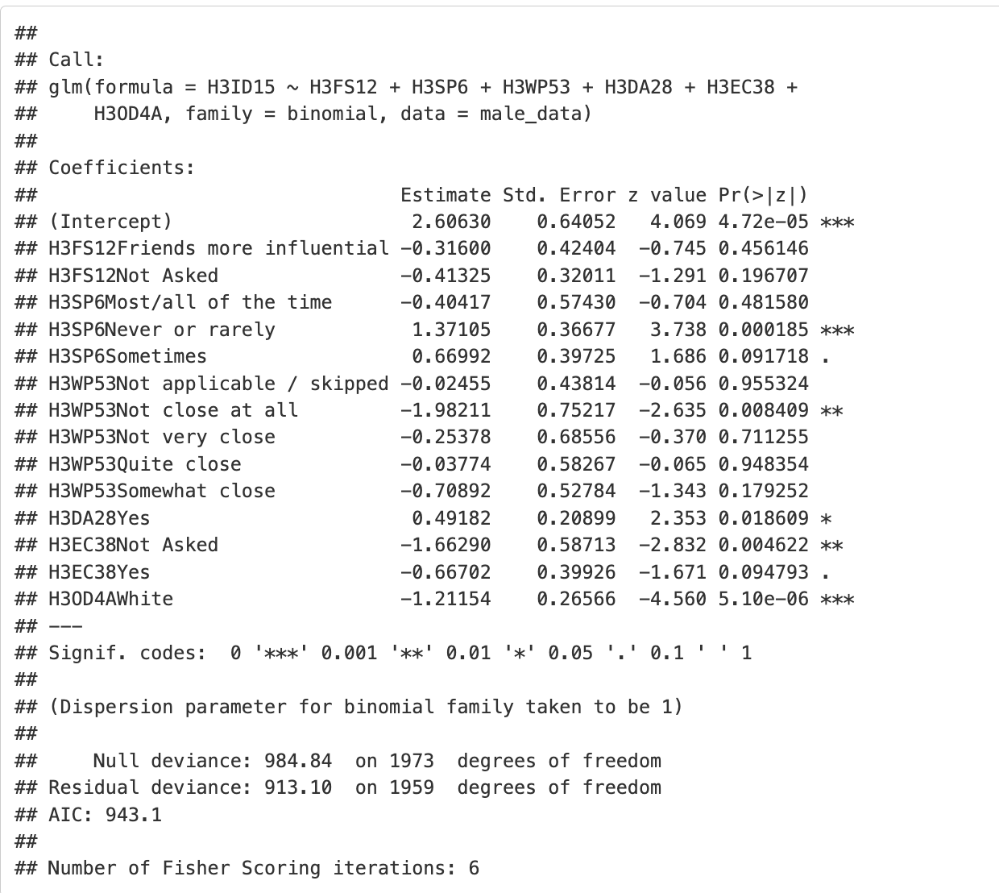 ##
## Call:
## glm(formula = H3ID15 ~ H3FS12 + H3SP6 + H3WP53 + H3DA28 + H3EC38 +
##     H3OD4A, family = binomial, data = male_data)
##
## Coefficients:
##                                Estimate Std. Error z value Pr(>|z|)
## (Intercept)                     2.60630    0.64052   4.069 4.72e-05 ***
## H3FS12Friends more influential -0.31600    0.42404  -0.745 0.456146
## H3FS12Not Asked                -0.41325    0.32011  -1.291 0.196707
## H3SP6Most/all of the time      -0.40417    0.57430  -0.704 0.481580
## H3SP6Never or rarely            1.37105    0.36677   3.738 0.000185 ***
## H3SP6Sometimes                  0.66992    0.39725   1.686 0.091718 .
## H3WP53Not applicable / skipped -0.02455    0.43814  -0.056 0.955324
## H3WP53Not close at all         -1.98211    0.75217  -2.635 0.008409 **
## H3WP53Not very close           -0.25378    0.68556  -0.370 0.711255
## H3WP53Quite close              -0.03774    0.58267  -0.065 0.948354
## H3WP53Somewhat close           -0.70892    0.52784  -1.343 0.179252
## H3DA28Yes                       0.49182    0.20899   2.353 0.018609 *
## H3EC38Not Asked                -1.66290    0.58713  -2.832 0.004622 **
## H3EC38Yes                      -0.66702    0.39926  -1.671 0.094793 .
## H3OD4AWhite                    -1.21154    0.26566  -4.560 5.10e-06 ***
## ---
## Signif. codes:  0 '***' 0.001 '**' 0.01 '*' 0.05 '.' 0.1 ' ' 1
##
## (Dispersion parameter for binomial family taken to be 1)
##
##     Null deviance: 984.84  on 1973  degrees of freedom
## Residual deviance: 913.10  on 1959  degrees of freedom
## AIC: 943.1
##
## Number of Fisher Scoring iterations: 6